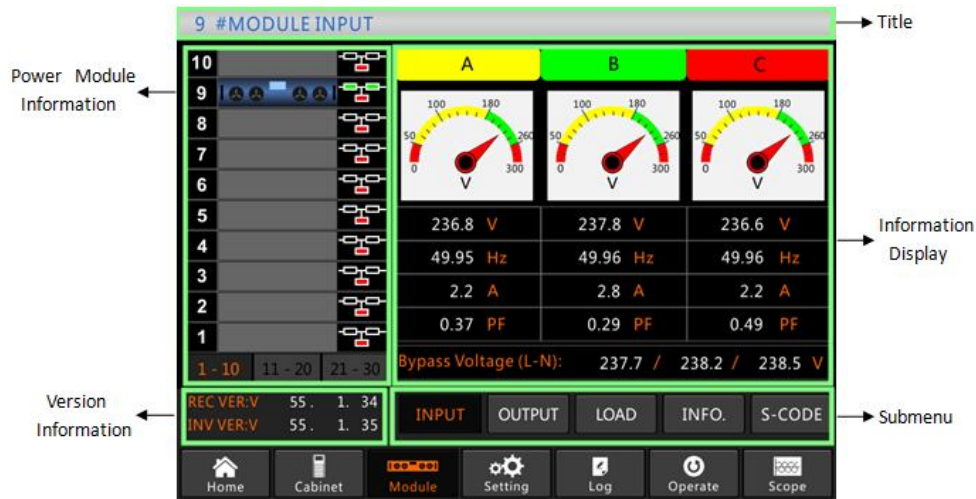 9 #MODULE INPUT
Title
Power Module
Information
10
9
8
7
6
5
4
3
2
1
1 - 10 11 - 20 21 - 30
A B C
50 100 180 260 0 300 V
50 100 180 260 0 300 V
50 100 180 260 0 300 V
236.8 V 237.8 V 236.6 V
49.95 Hz 49.96 Hz 49.96 Hz
2.2 A 2.8 A 2.2 A
0.37 PF 0.29 PF 0.49 PF
Bypass Voltage (L-N): 237.7 / 238.2 / 238.5 V
Information
Display
Version
Information
REC VER:V 55. 1. 34
INV VER:V 55. 1. 35
INPUT OUTPUT LOAD INFO. S-CODE
Submenu
Home Cabinet Module Setting Log Operate Scope